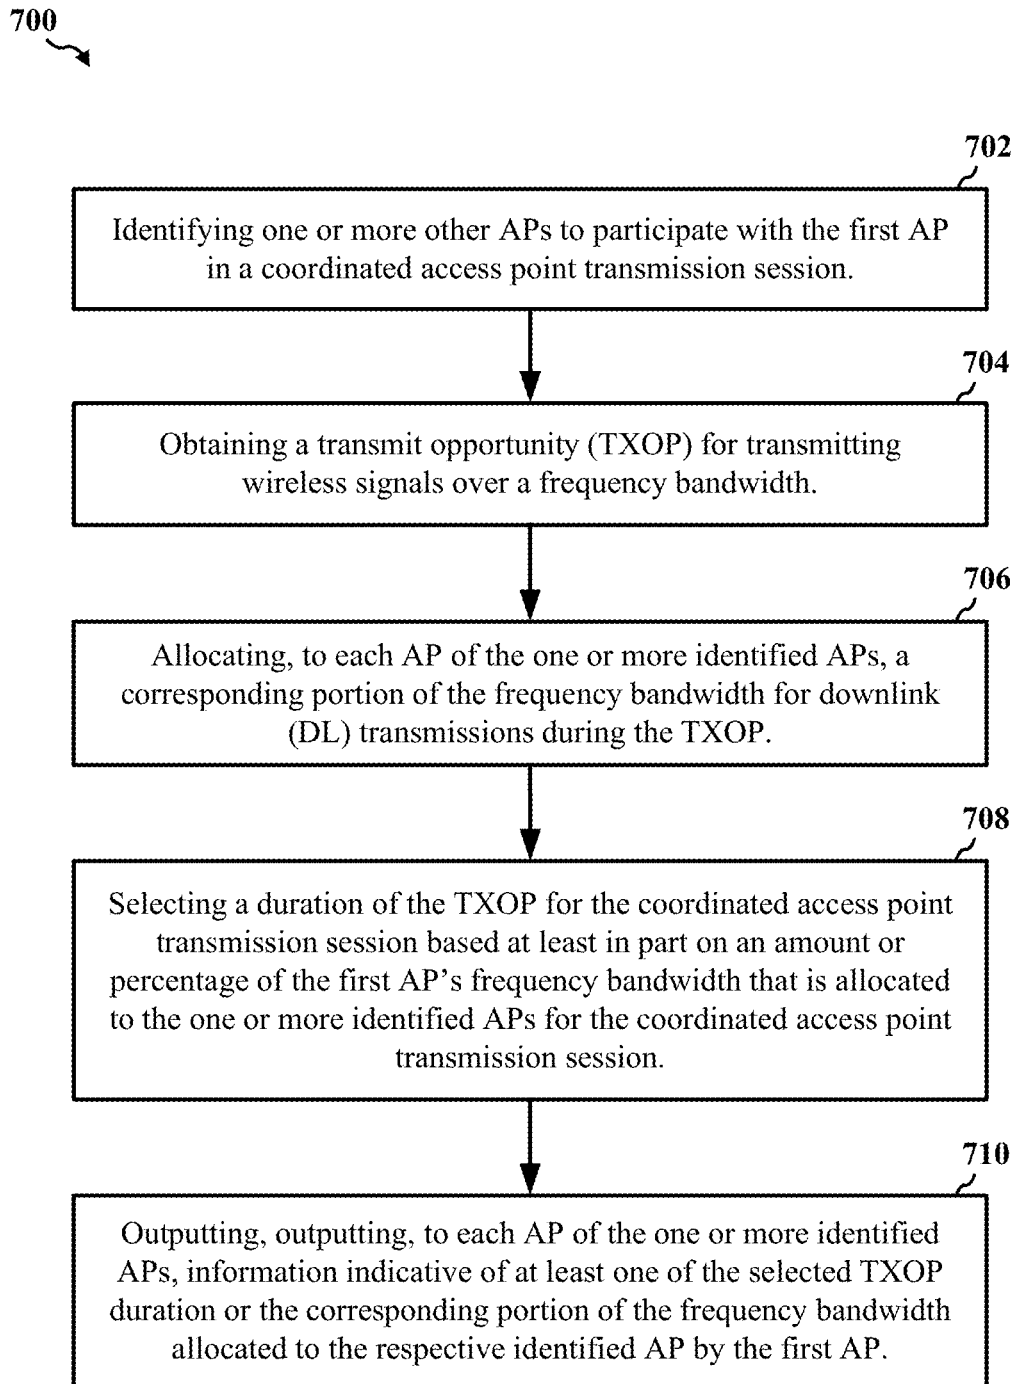 700
702
Identifying one or more other APs to participate with the first AP
in a coordinated access point transmission session.
704
Obtaining a transmit opportunity (TXOP) for transmitting
wireless signals over a frequency bandwidth.
706
Allocating, to each AP of the one or more identified APs, a
corresponding portion of the frequency bandwidth for downlink
(DL) transmissions during the TXOP.
708
Selecting a duration of the TXOP for the coordinated access point
transmission session based at least in part on an amount or
percentage of the first AP’s frequency bandwidth that is allocated
to the one or more identified APs for the coordinated access point
transmission session.
710
Outputting, outputting, to each AP of the one or more identified
APs, information indicative of at least one of the selected TXOP
duration or the corresponding portion of the frequency bandwidth
allocated to the respective identified AP by the first AP.